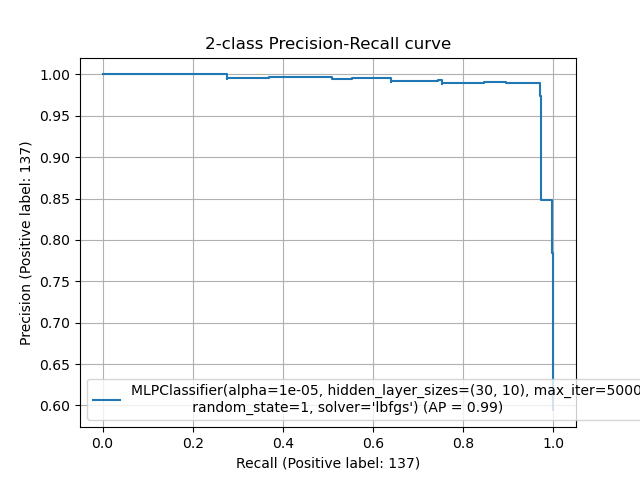 2-class Precision-Recall curve
1.00
0.95
0.90
0.85
0.80
0.75
0.70
0.65
0.60
Precision (Positive label: 137)
MLPClassifier(alpha=1e-05, hidden_layer_sizes=(30, 10), max_iter=5000
random_state=1, solver='lbfgs') (AP = 0.99)
0.0 0.2 0.4 0.6 0.8 1.0
Recall (Positive label: 137)